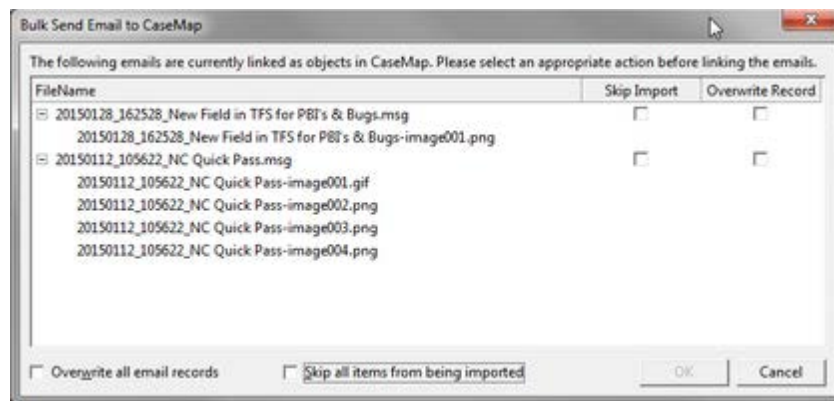 Bulk Send Email to CaseMap
The following emails are currently linked as objects in CaseMap. Please select an appropriate action before linking the emails.
FileName Skip Import Overwrite Record
20150128_162528_New Field in TFS for PBI's & Bugs.msg
20150128_162528_New Field in TFS for PBI's & Bugs-image001.png
20150112_105622_NC Quick Pass.msg
20150112_105622_NC Quick Pass-image001.gif
20150112_105622_NC Quick Pass-image002.png
20150112_105622_NC Quick Pass-image003.png
20150112_105622_NC Quick Pass-image004.png
Overwrite all email records Skip all items from being imported OK Cancel